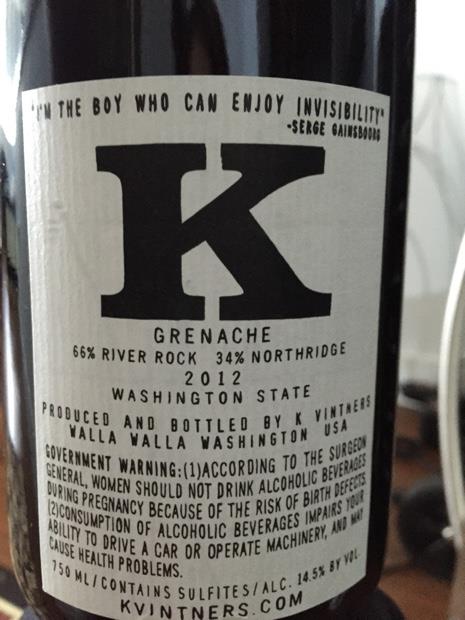 "I'M THE BOY WHO CAN ENJOY INVISIBILITY"
-SERGE GAINSBOURG
K
GRENACHE
66% RIVER ROCK 34% NORTHRIDGE
2012
WASHINGTON STATE
PRODUCED AND BOTTLED BY K VINTNERS
WALLA WALLA WASHINGTON USA
GOVERNMENT WARNING:(1)ACCORDING TO THE SURGEON
GENERAL, WOMEN SHOULD NOT DRINK ALCOHOLIC BEVERAGES
DURING PREGNANCY BECAUSE OF THE RISK OF BIRTH DEFECTS.
(2)CONSUMPTION OF ALCOHOLIC BEVERAGES IMPAIRS YOUR
ABILITY TO DRIVE A CAR OR OPERATE MACHINERY, AND MAY
CAUSE HEALTH PROBLEMS.
750 ML/CONTAINS SULFITES/ALC. 14.5% BY VOL.
KVINTNERS.COM